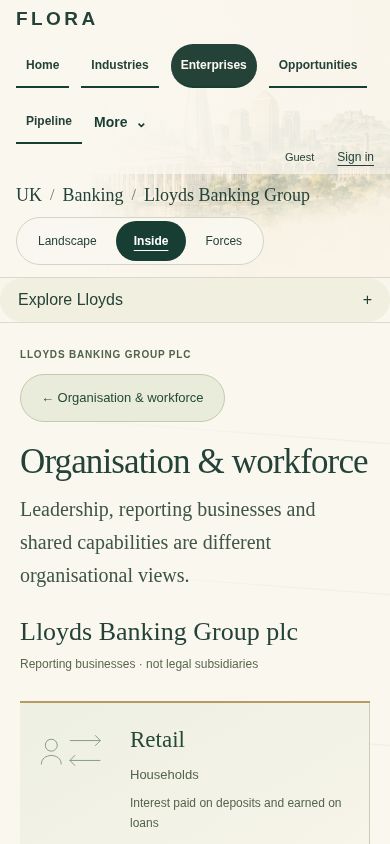 FLORA
Home
Industries
Enterprises
Opportunities
Pipeline
More
Guest
Sign in
UK / Banking / Lloyds Banking Group
Landscape
Inside
Forces
Explore Lloyds +
LLOYDS BANKING GROUP PLC
← Organisation & workforce
Organisation & workforce
Leadership, reporting businesses and
shared capabilities are different
organisational views.
Lloyds Banking Group plc
Reporting businesses · not legal subsidiaries
Retail
Households
Interest paid on deposits and earned on
loans